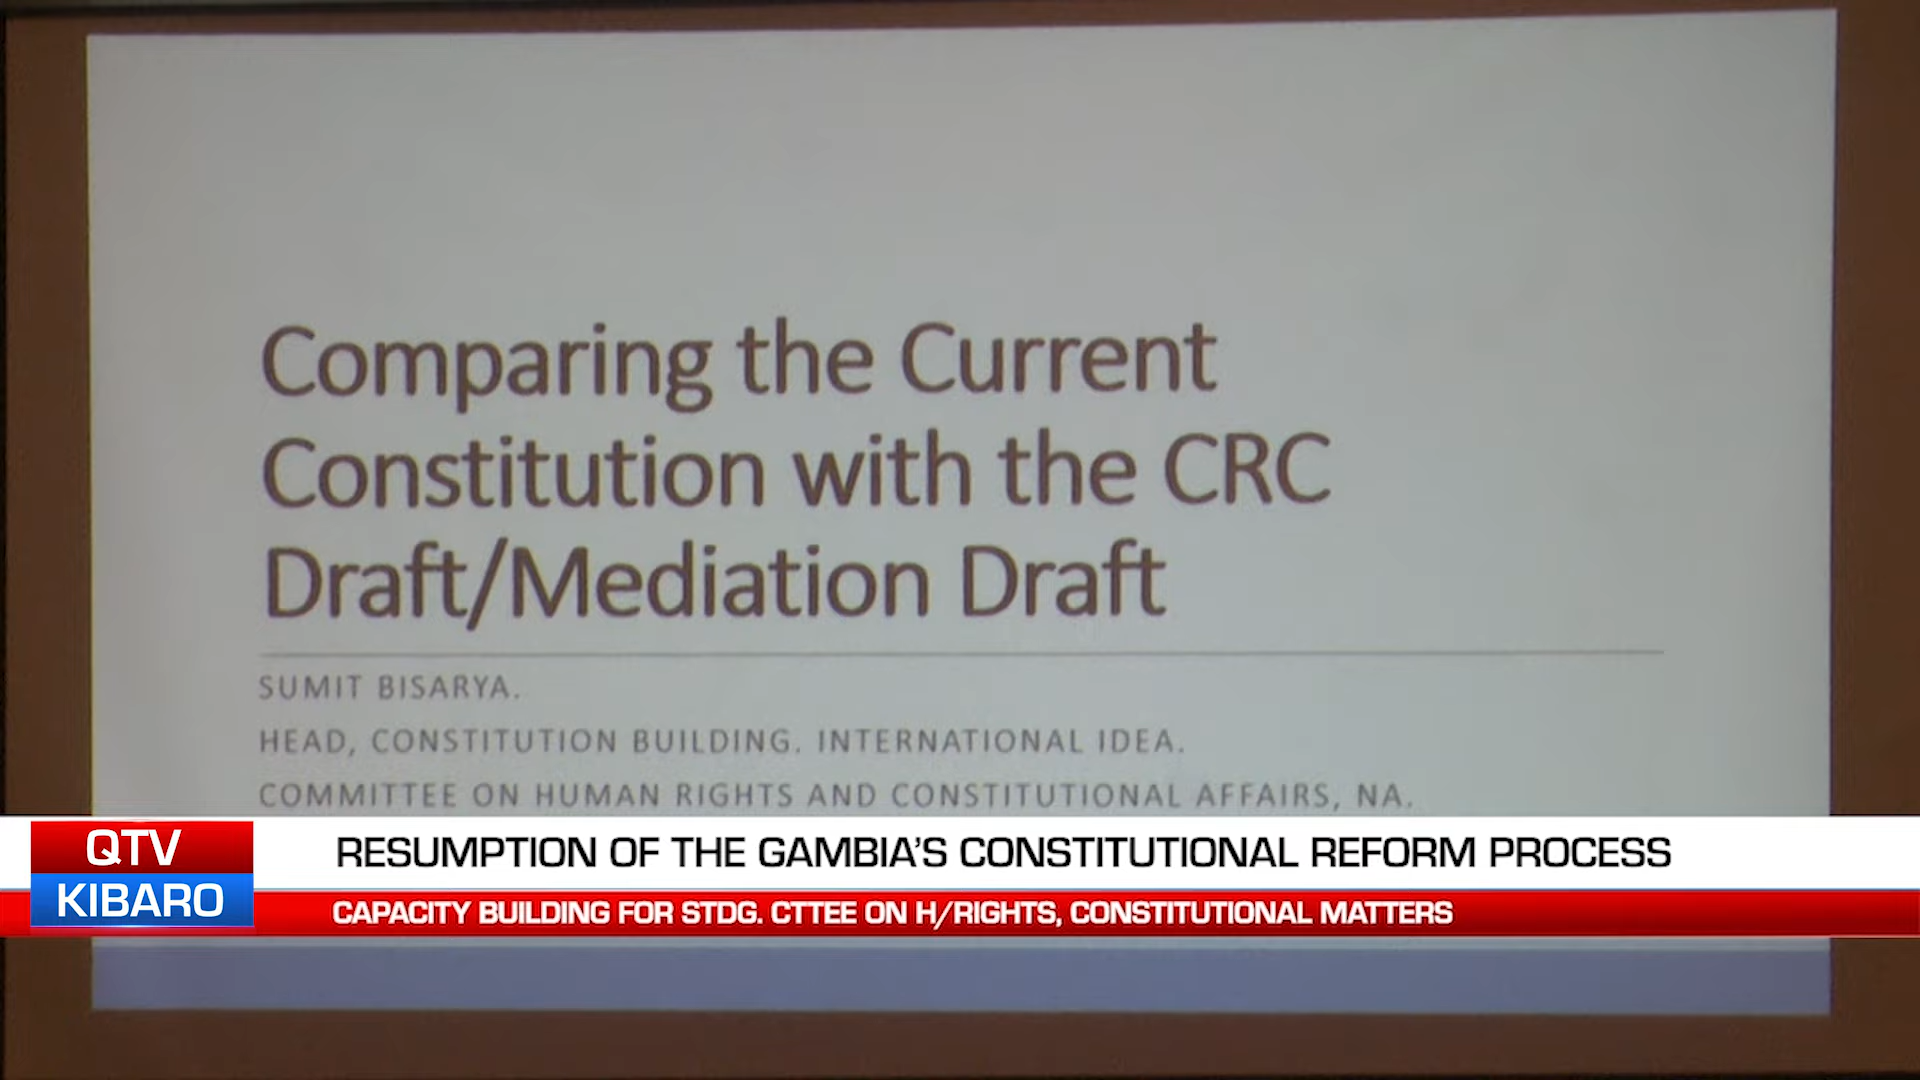 Comparing the Current
Constitution with the CRC
Draft/Mediation Draft
SUMIT BISARYA.
HEAD, CONSTITUTION BUILDING. INTERNATIONAL IDEA.
COMMITTEE ON HUMAN RIGHTS AND CONSTITUTIONAL AFFAIRS, NA.
QTV
KIBARO
RESUMPTION OF THE GAMBIA'S CONSTITUTIONAL REFORM PROCESS
CAPACITY BUILDING FOR STDG. CTTEE ON H/RIGHTS, CONSTITUTIONAL MATTERS